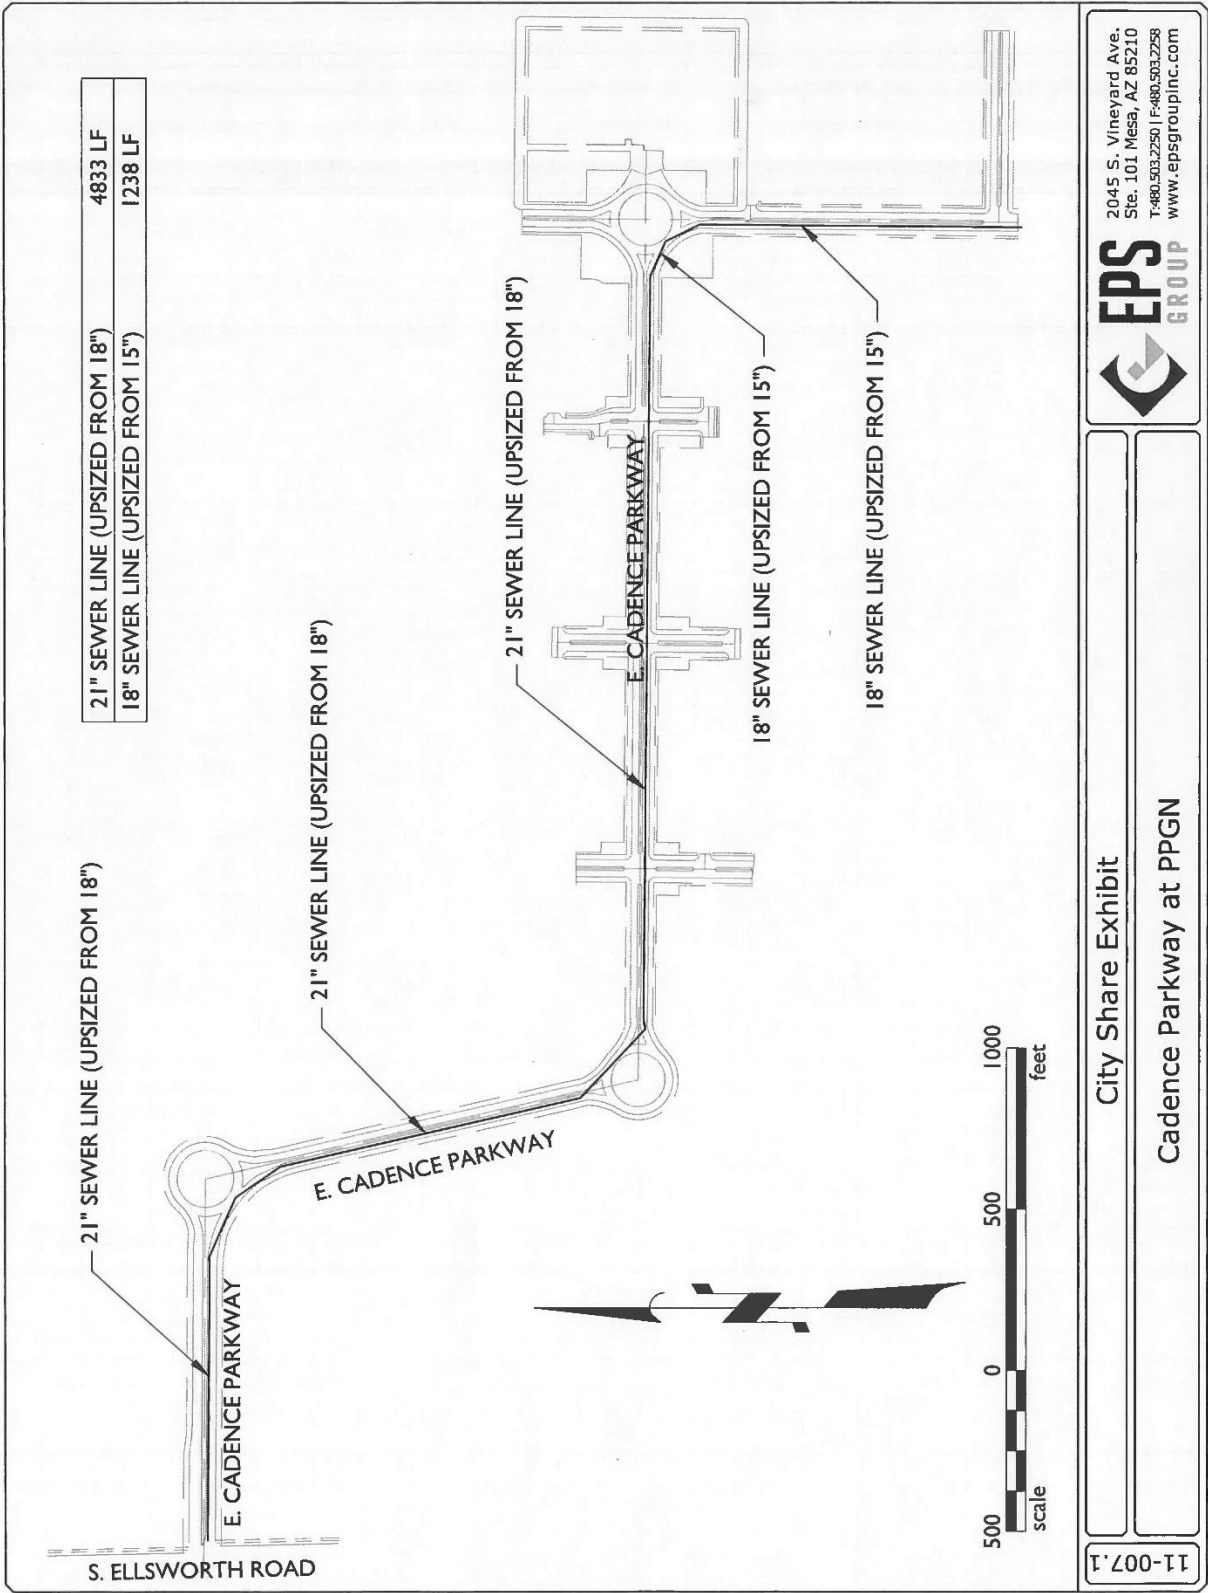 21" SEWER LINE (UPSIZED FROM 18") 4833 LF
18" SEWER LINE (UPSIZED FROM 15") 1238 LF
21" SEWER LINE (UPSIZED FROM 18")
21" SEWER LINE (UPSIZED FROM 18")
21" SEWER LINE (UPSIZED FROM 18")
18" SEWER LINE (UPSIZED FROM 15")
18" SEWER LINE (UPSIZED FROM 15")
S. ELLSWORTH ROAD
E. CADENCE PARKWAY
E. CADENCE PARKWAY
E. CADENCE PARKWAY
500 0 500 1000
scale feet
11-007.1
City Share Exhibit
Cadence Parkway at PPGN
EPS
GROUP
2045 S. Vineyard Ave.
Ste. 101 Mesa, AZ 85210
T:480.503.2250 | F:480.503.2258
www.epsgroupinc.com